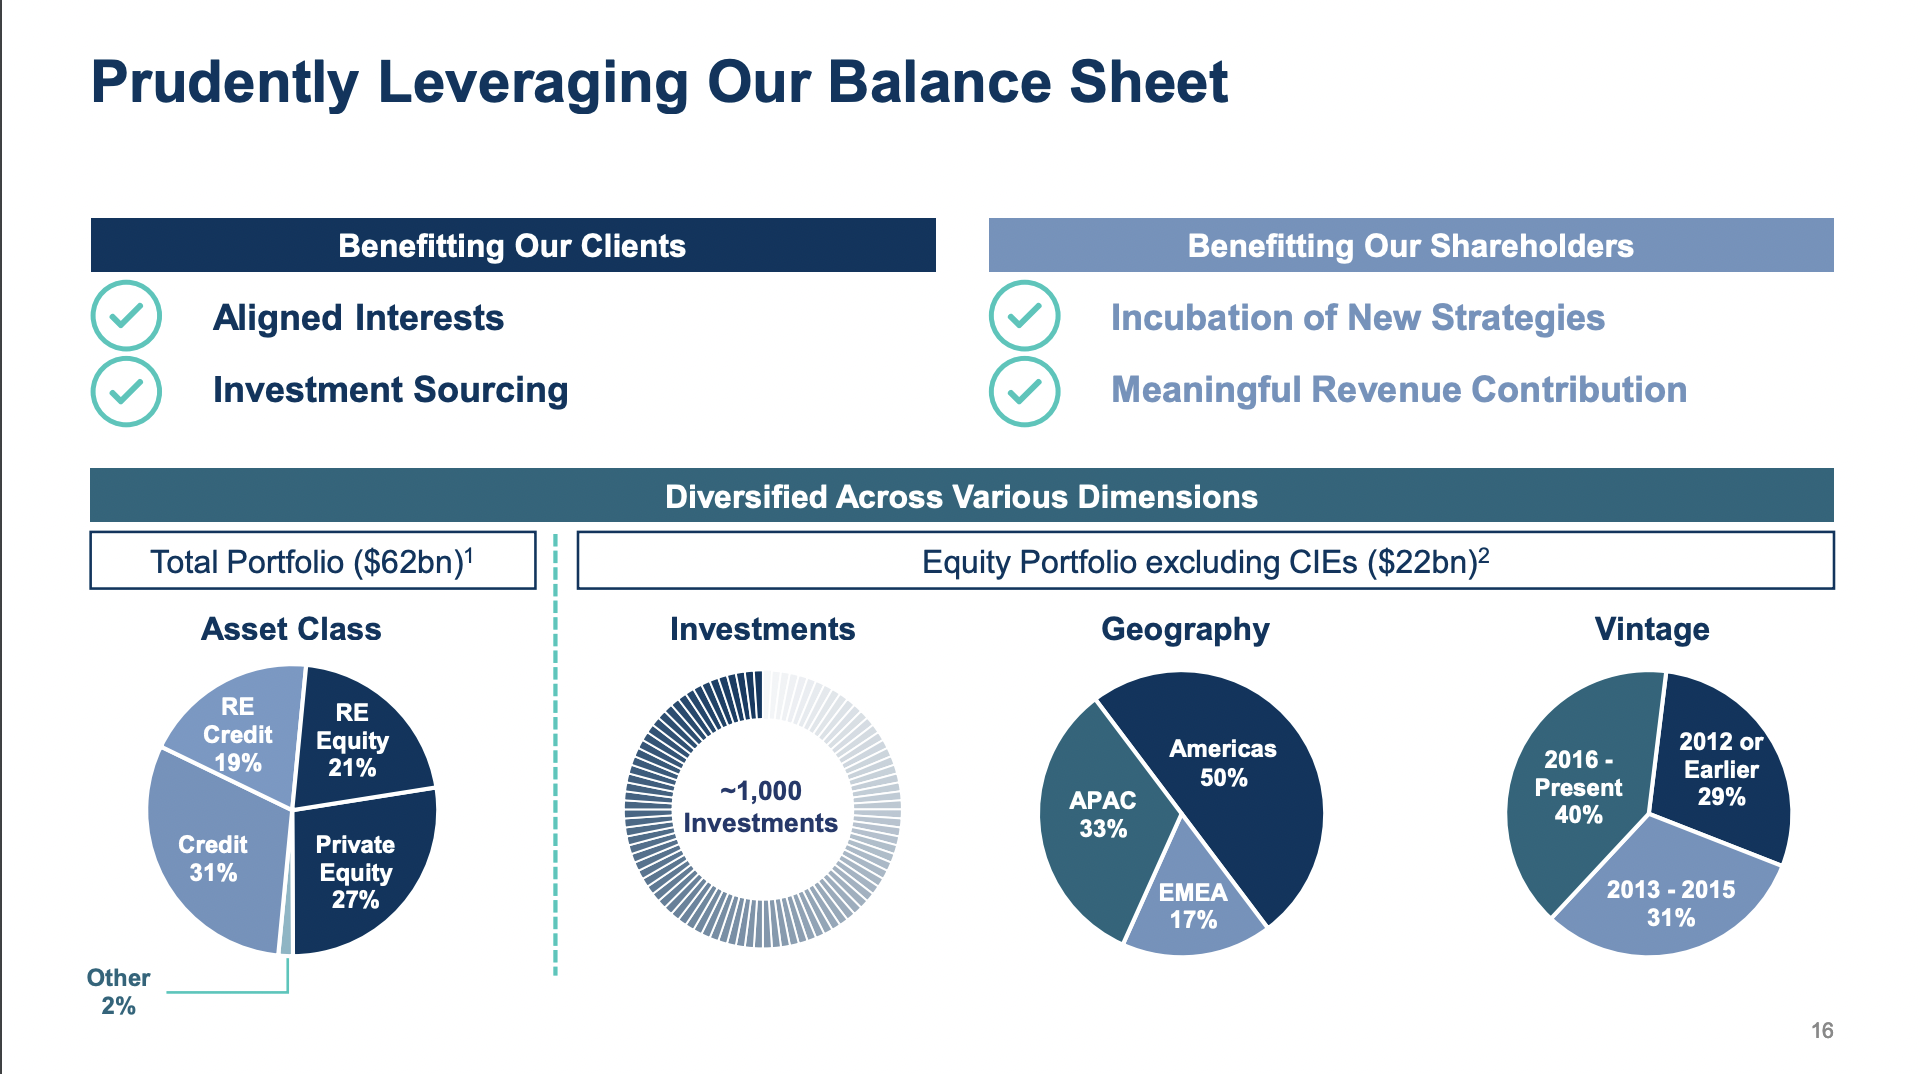 Prudently Leveraging Our Balance Sheet
Benefitting Our Clients
Aligned Interests
Investment Sourcing
Benefitting Our Shareholders
Incubation of New Strategies
Meaningful Revenue Contribution
Diversified Across Various Dimensions
Total Portfolio ($62bn)¹
Equity Portfolio excluding CIEs ($22bn)²
Asset Class
RE
Credit
19%
RE
Equity
21%
Credit
31%
Private
Equity
27%
Other
2%
Investments
~1,000
Investments
Geography
Americas
50%
APAC
33%
EMEA
17%
Vintage
2016 -
Present
40%
2012 or
Earlier
29%
2013 - 2015
31%
16